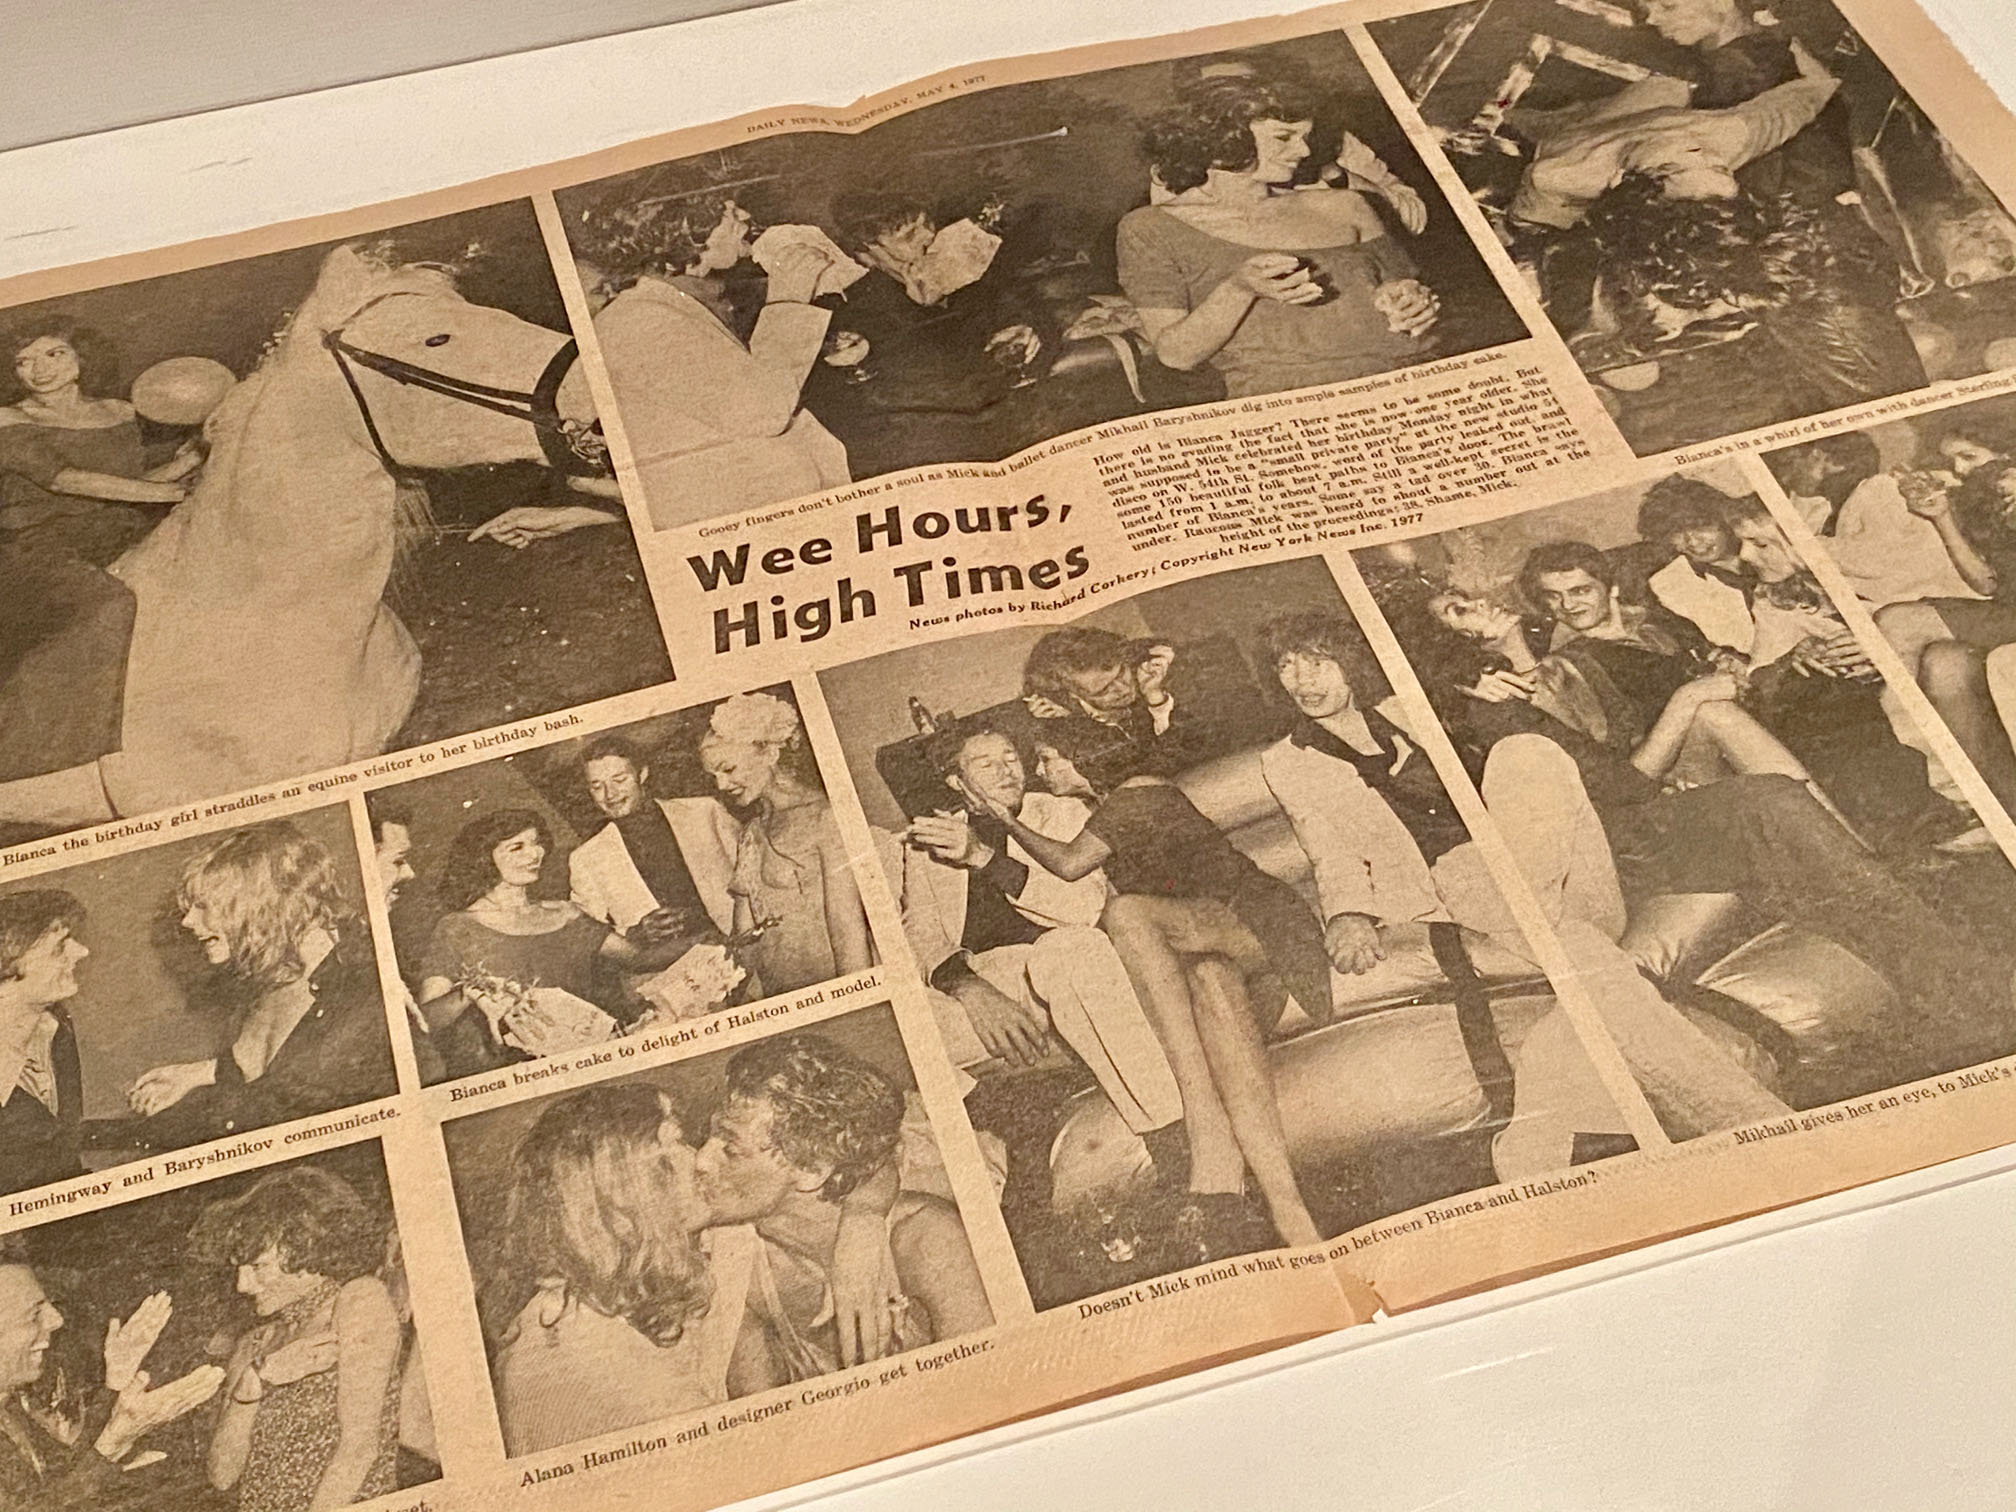 DAILY NEWS, WEDNESDAY, MAY 4, 1977
Gooey fingers don't bother a soul as Mick and ballet dancer Mikhail Baryshnikov dig into ample samples of birthday cake.
Wee Hours,
High Times
News photos by Richard Corkery; Copyright New York News Inc. 1977
How old is Bianca Jagger? There seems to be some doubt. But
there is no evading the fact that she is now one year older. She
and husband Mick celebrated her birthday Monday night in what
was supposed to be a "small private party" at the new studio 54
disco on W. 54th St. Somehow, word of the party leaked out, and
some 150 beautiful folk beat paths to Bianca's door. The brawl
lasted from 1 a.m. to about 7 a.m. Still a well-kept secret is the
number of Bianca's years. Some say a tad over 30. Bianca says
under. Raucous Mick was heard to shout a number out at the
height of the proceedings: 38. Shame, Mick.
Bianca's in a whirl of her own with dancer Sterling
Bianca the birthday girl straddles an equine visitor to her birthday bash.
Bianca breaks cake to delight of Halston and model.
Hemingway and Baryshnikov communicate.
Alana Hamilton and designer Georgio get together.
Doesn't Mick mind what goes on between Bianca and Halston?
Mikhail gives her an eye, to Mick's